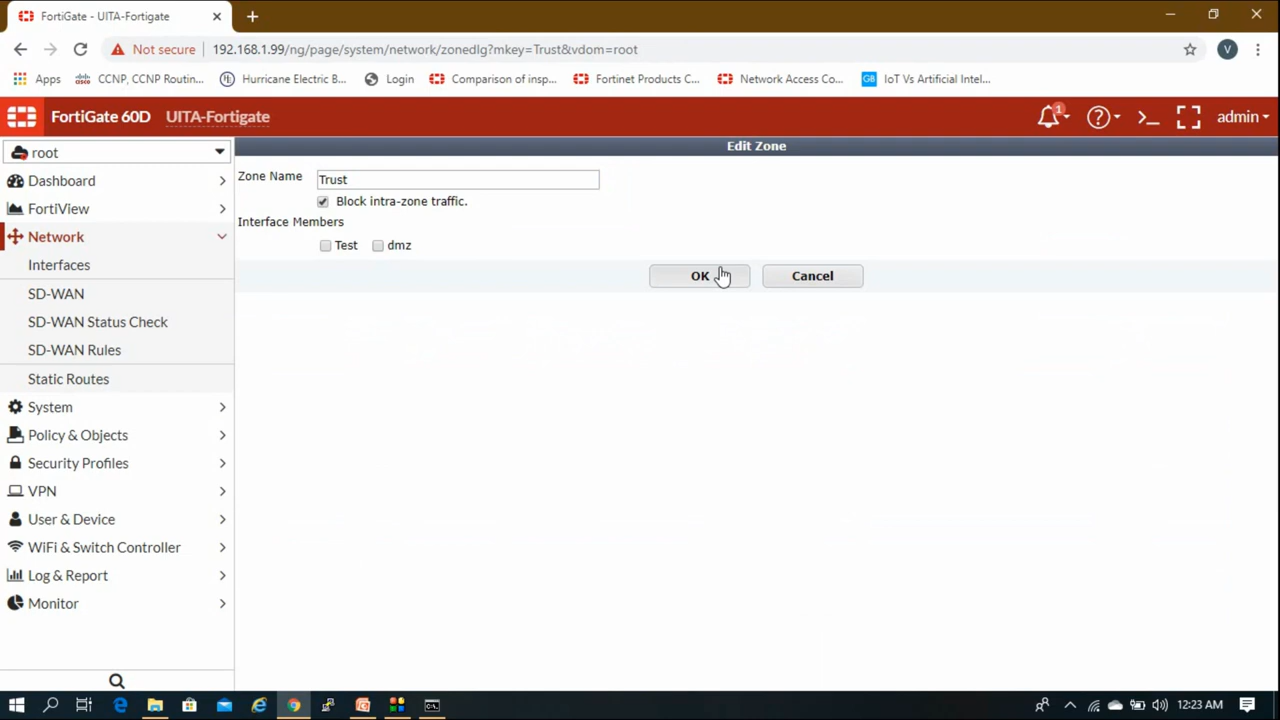 FortiGate - UITA-Fortigate
Not secure 192.168.1.99/ng/page/system/network/zonedlg?mkey=Trust&vdom=root V
Apps CCNP, CCNP Routin... Hurricane Electric B... Login Comparison of insp... Fortinet Products C... Network Access Co... GB IoT Vs Artificial Intel...
FortiGate 60D UITA-Fortigate 1 admin
root
Edit Zone
Zone Name Trust
Block intra-zone traffic.
Interface Members
Test dmz
OK Cancel
Dashboard
FortiView
Network
Interfaces
SD-WAN
SD-WAN Status Check
SD-WAN Rules
Static Routes
System
Policy & Objects
Security Profiles
VPN
User & Device
WiFi & Switch Controller
Log & Report
Monitor
12:23 AM